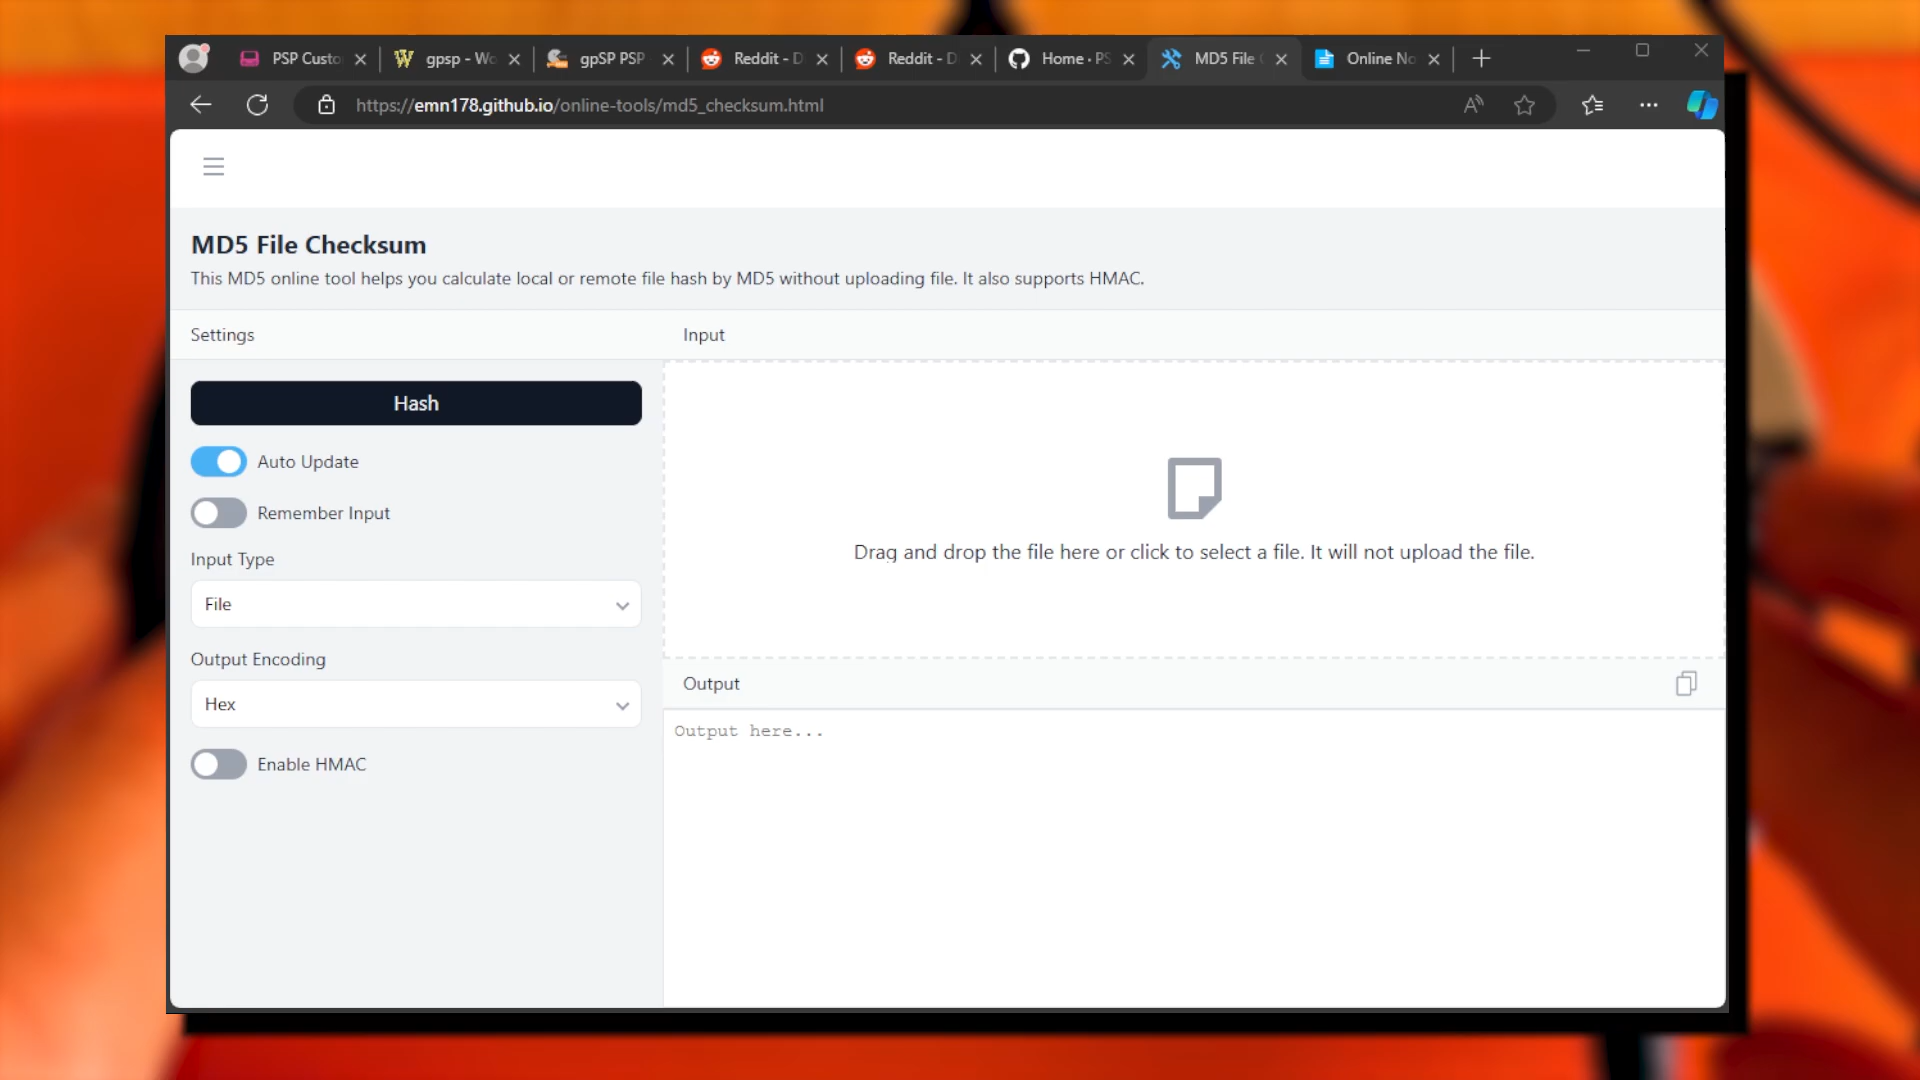 PSP Custo
gpsp - Wo
gpSP PSP
Reddit - D
Reddit - D
Home • PS
MD5 File C
Online No
https://emn178.github.io/online-tools/md5_checksum.html
MD5 File Checksum
This MD5 online tool helps you calculate local or remote file hash by MD5 without uploading file. It also supports HMAC.
Settings
Input
Hash
Auto Update
Remember Input
Input Type
File
Output Encoding
Hex
Enable HMAC
Drag and drop the file here or click to select a file. It will not upload the file.
Output
Output here...